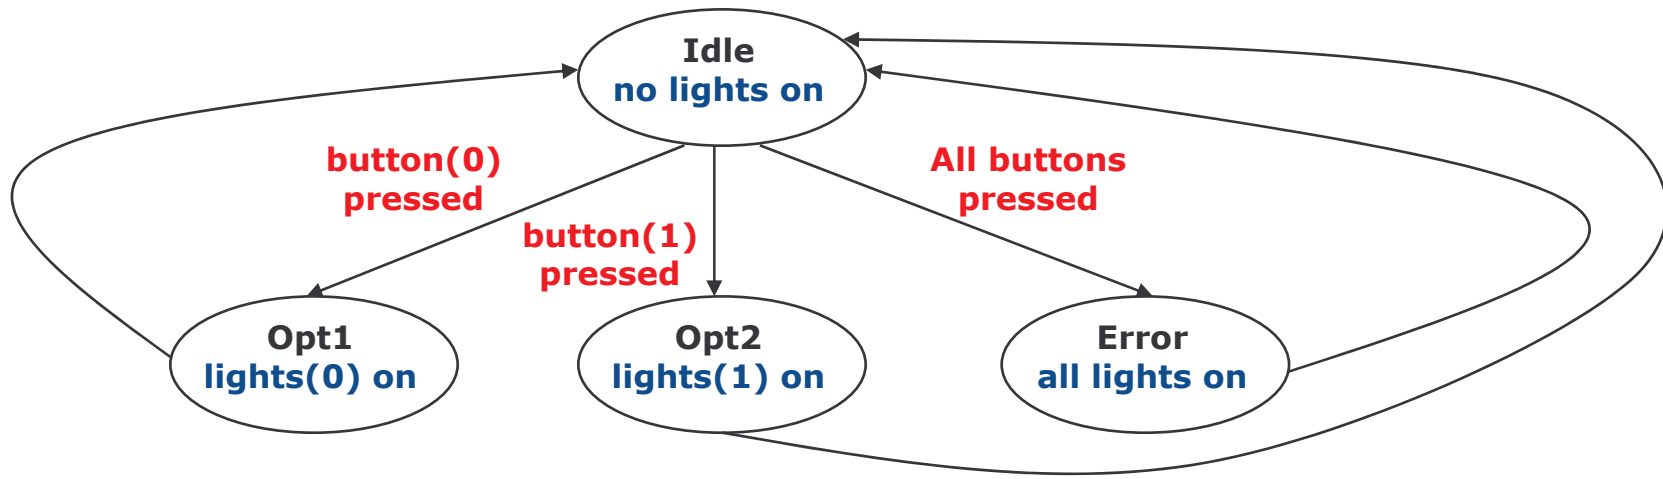 Idle
no lights on
button(0)
pressed
button(1)
pressed
All buttons
pressed
Opt1
lights(0) on
Opt2
lights(1) on
Error
all lights on